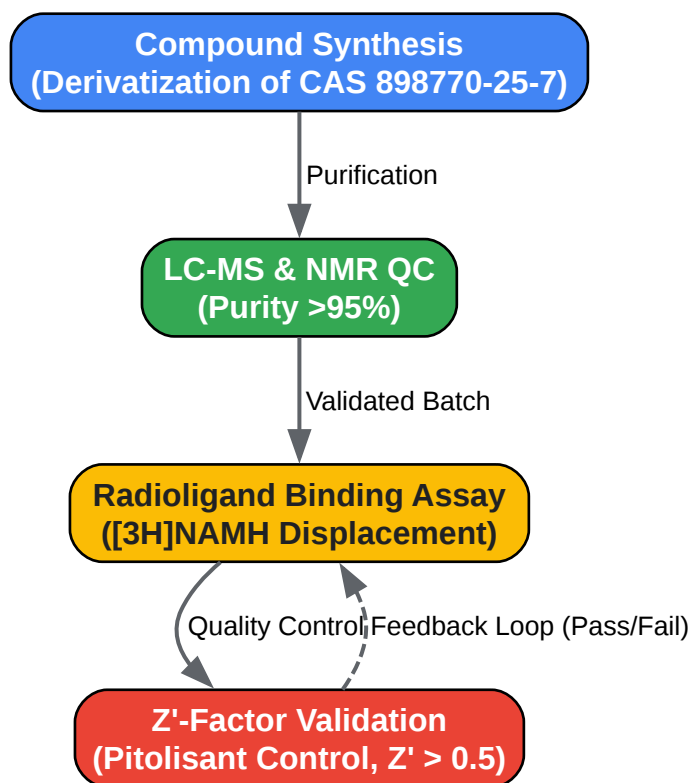 Compound Synthesis
(Derivatization of CAS 898770-25-7)
Purification
LC-MS & NMR QC
(Purity >95%)
Validated Batch
Radioligand Binding Assay
([3H]NAMH Displacement)
Quality Control Feedback Loop (Pass/Fail)
Z'-Factor Validation
(Pitolisant Control, Z' > 0.5)